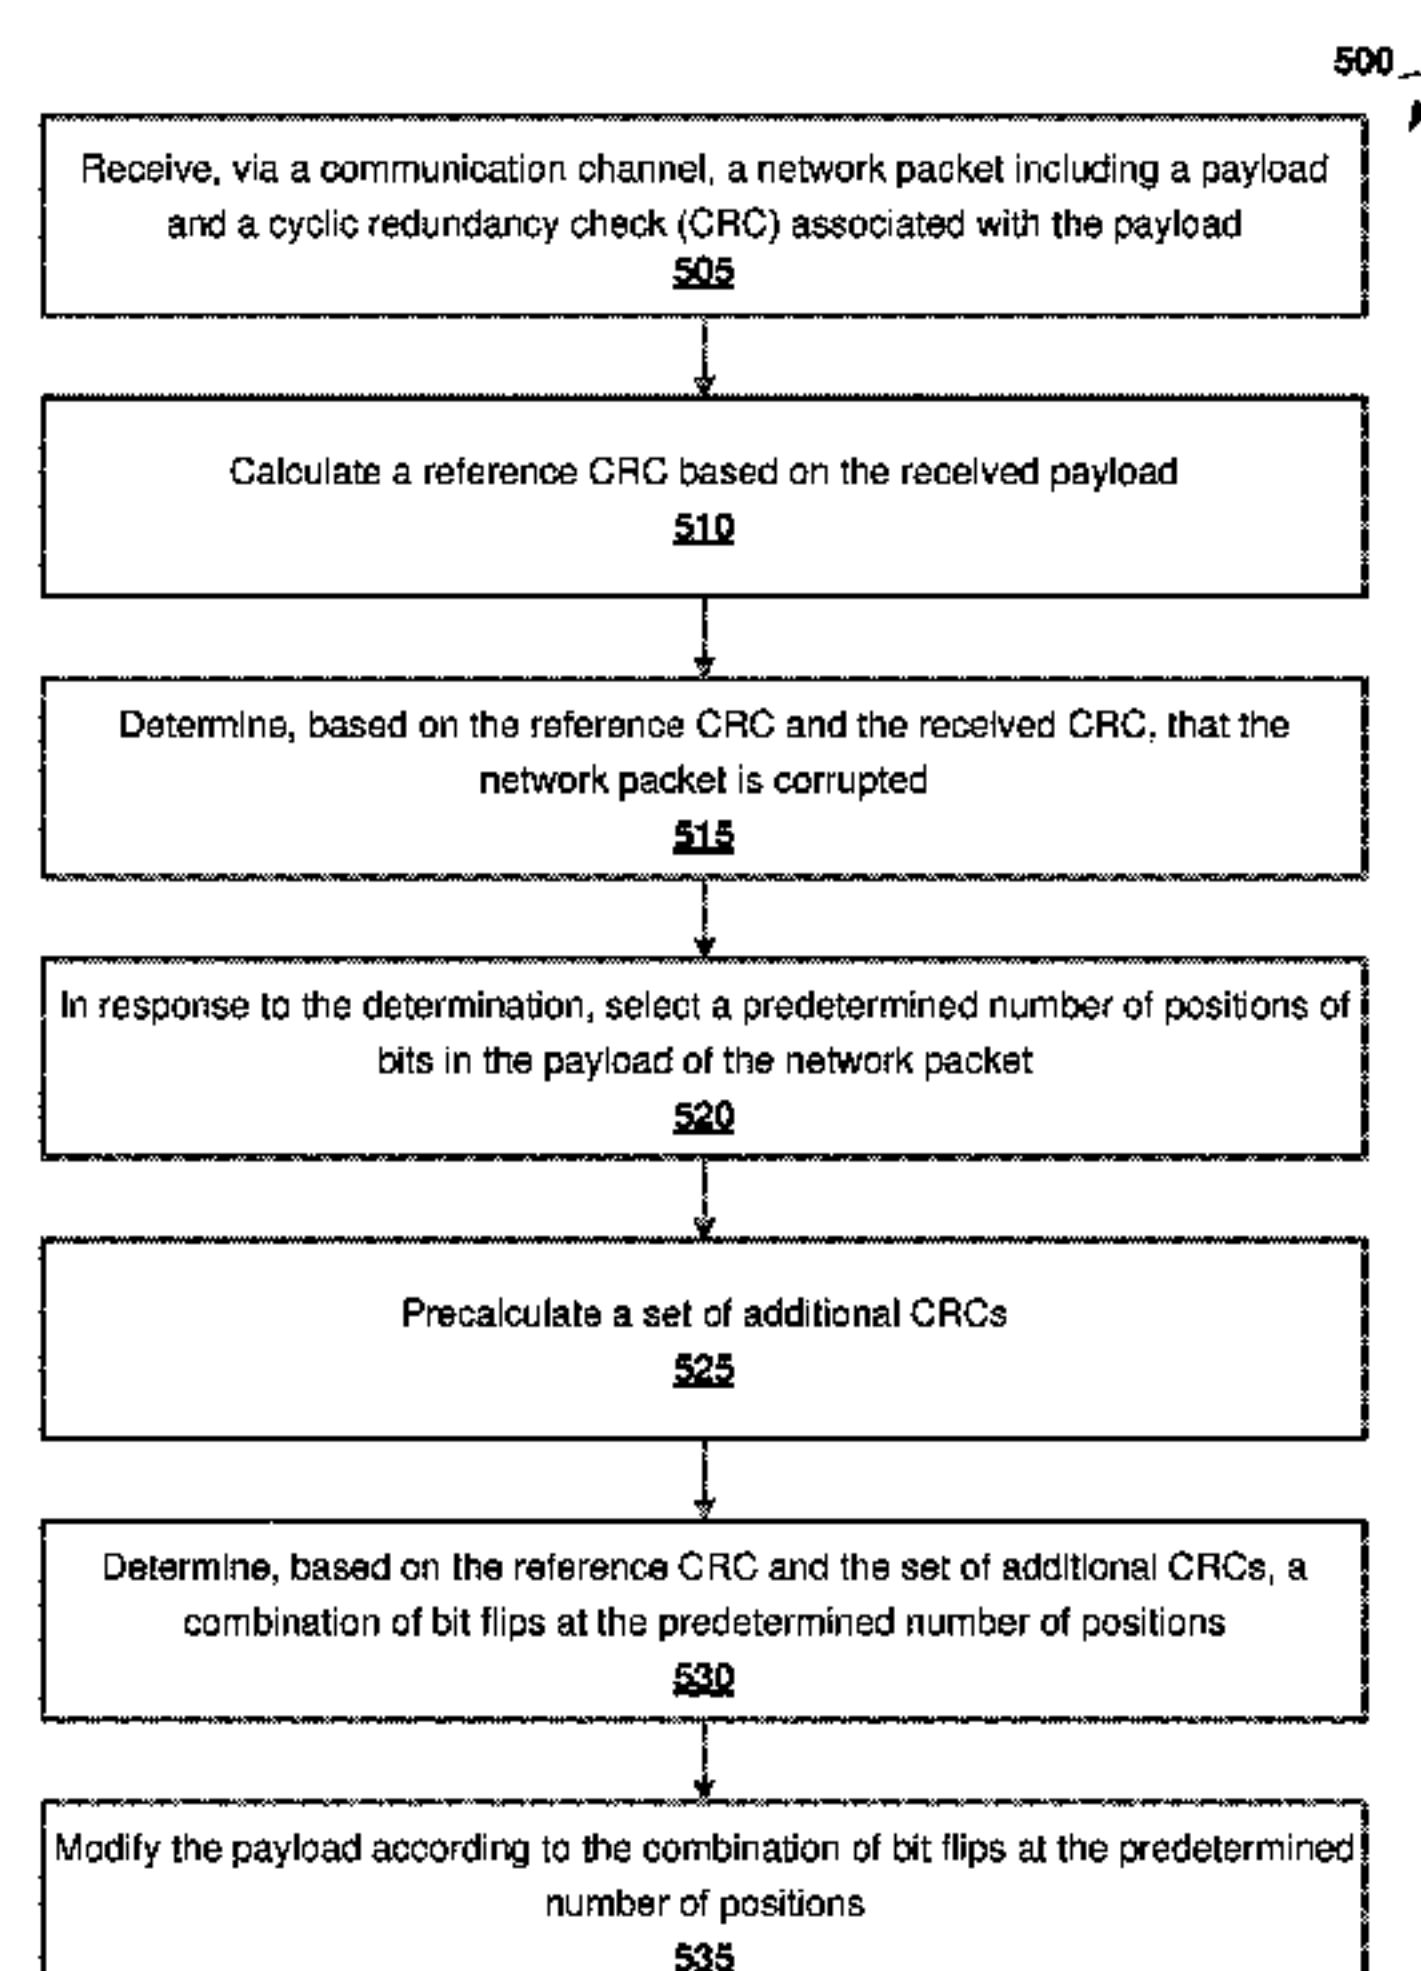 500
Receive, via a communication channel, a network packet including a payload
and a cyclic redundancy check (CRC) associated with the payload
505
Calculate a reference CRC based on the received payload
510
Determine, based on the reference CRC and the received CRC, that the
network packet is corrupted
515
In response to the determination, select a predetermined number of positions of
bits in the payload of the network packet
520
Precalculate a set of additional CRCs
525
Determine, based on the reference CRC and the set of additional CRCs, a
combination of bit flips at the predetermined number of positions
530
Modify the payload according to the combination of bit flips at the predetermined
number of positions
535